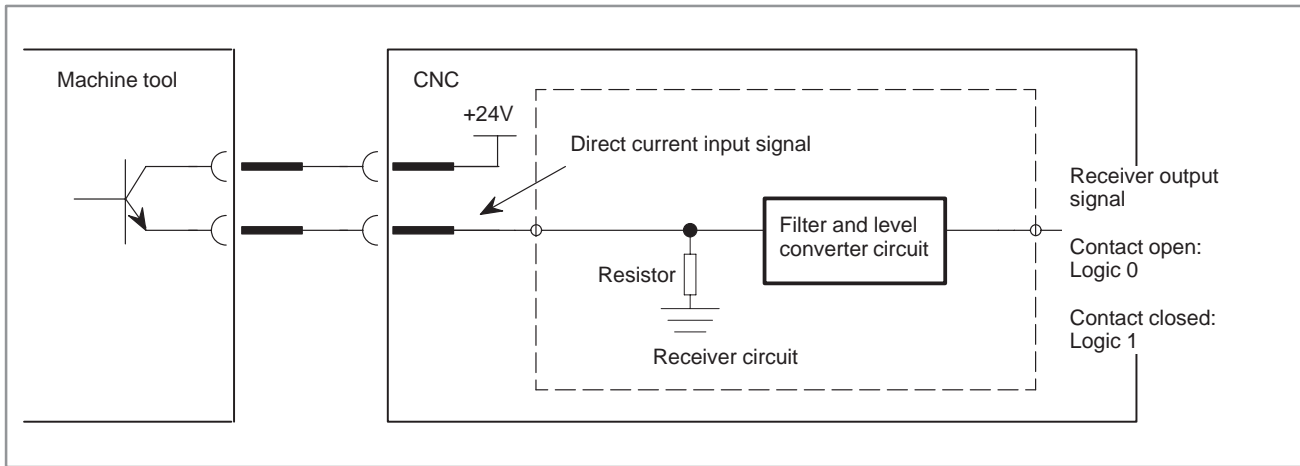 Machine tool
CNC
+24V
Direct current input signal
Receiver output
signal
Filter and level
converter circuit
Contact open:
Logic 0
Resistor
Contact closed:
Logic 1
Receiver circuit